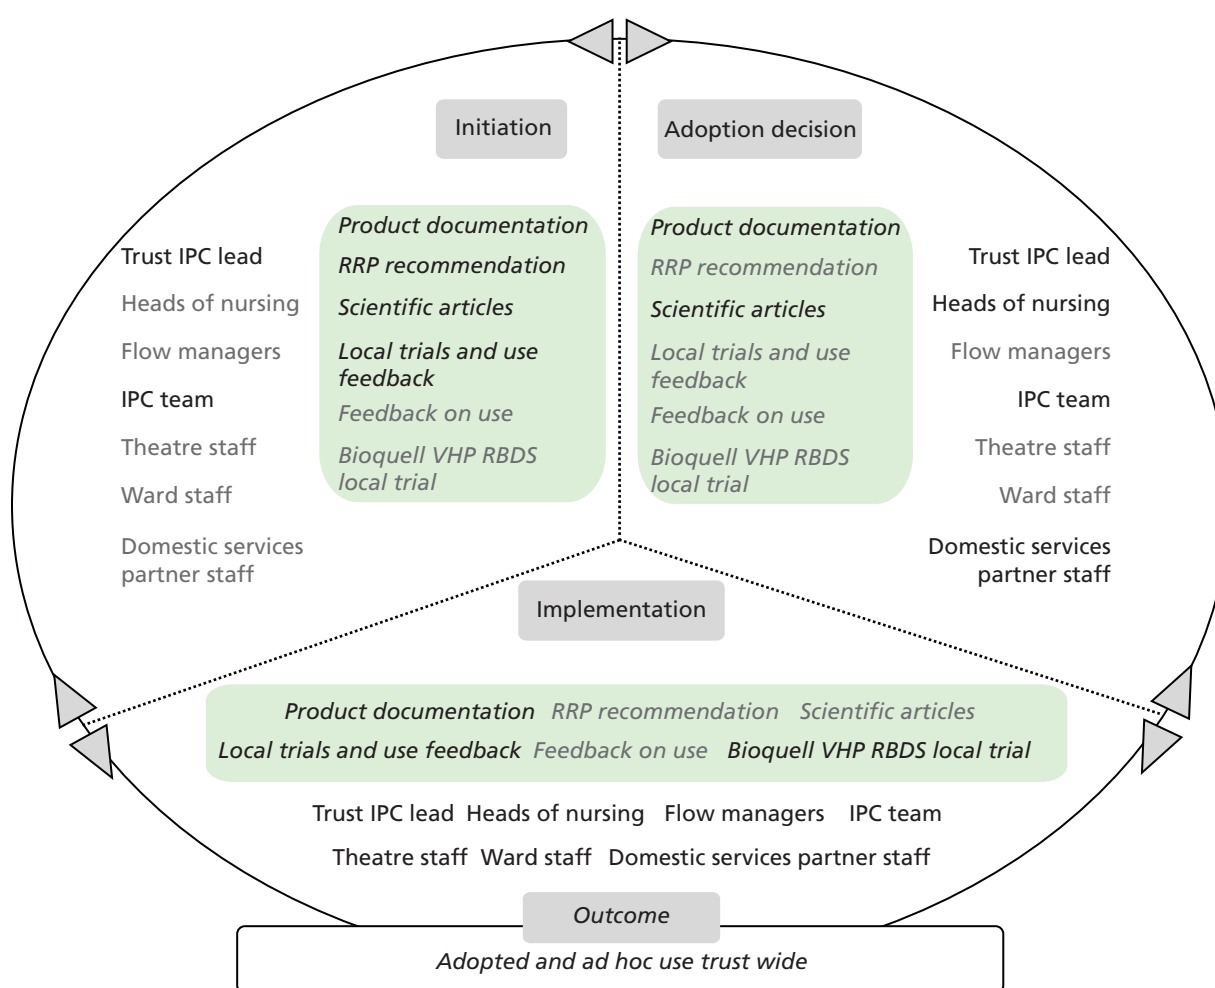 Initiation
Adoption decision
Trust IPC lead
Heads of nursing
Flow managers
IPC team
Theatre staff
Ward staff
Domestic services
partner staff
Product documentation
RRP recommendation
Scientific articles
Local trials and use
feedback
Feedback on use
Bioquell VHP RBDS
local trial
Product documentation
RRP recommendation
Scientific articles
Local trials and use
feedback
Feedback on use
Bioquell VHP RBDS
local trial
Trust IPC lead
Heads of nursing
Flow managers
IPC team
Theatre staff
Ward staff
Domestic services
partner staff
Implementation
Product documentation RRP recommendation Scientific articles
Local trials and use feedback Feedback on use Bioquell VHP RBDS local trial
Trust IPC lead Heads of nursing Flow managers IPC team
Theatre staff Ward staff Domestic services partner staff
Outcome
Adopted and ad hoc use trust wide